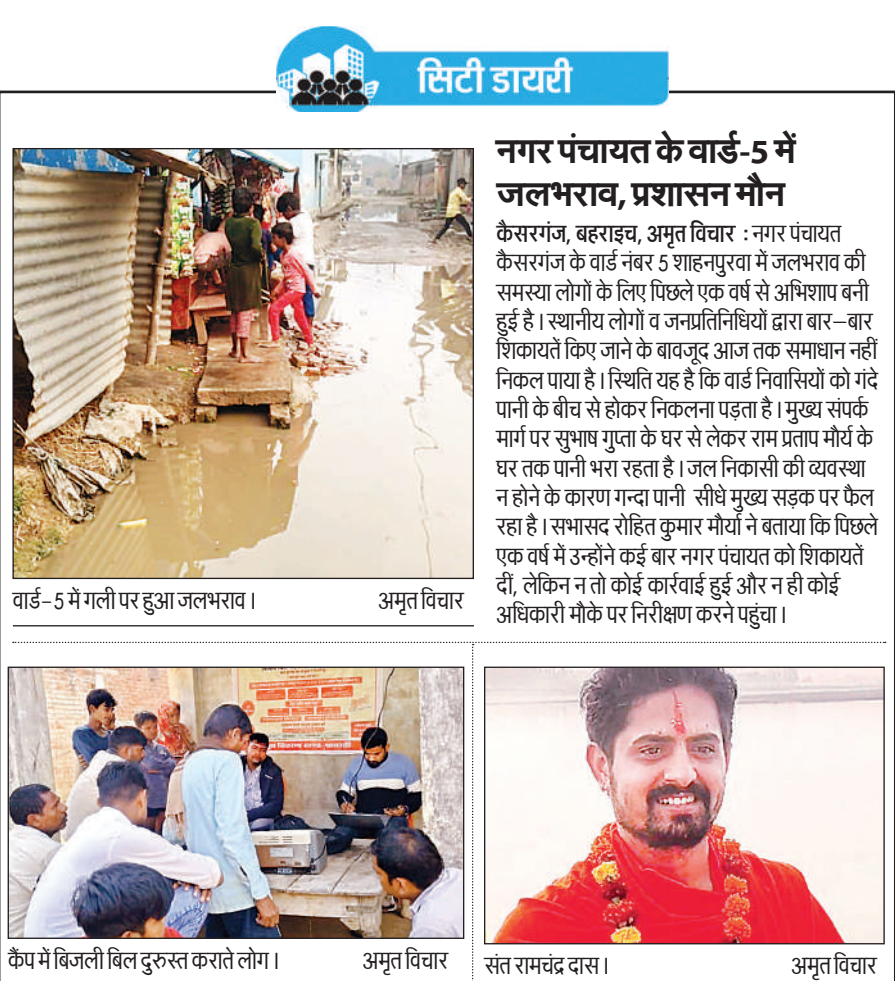 सिटी डायरी
नगर पंचायत के वार्ड-5 में
जलभराव, प्रशासन मौन
कैसरगंज, बहराइच, अमृत विचार : नगर पंचायत
कैसरगंज के वार्ड नंबर 5 शाहनपुरवा में जलभराव की
समस्या लोगों के लिए पिछले एक वर्ष से अभिशाप बनी
हुई है। स्थानीय लोगों व जनप्रतिनिधियों द्वारा बार–बार
शिकायतें किए जाने के बावजूद आज तक समाधान नहीं
निकल पाया है। स्थिति यह है कि वार्ड निवासियों को गंदे
पानी के बीच से होकर निकलना पड़ता है। मुख्य संपर्क
मार्ग पर सुभाष गुप्ता के घर से लेकर राम प्रताप मौर्य के
घर तक पानी भरा रहता है। जल निकासी की व्यवस्था
न होने के कारण गन्दा पानी सीधे मुख्य सड़क पर फैल
रहा है। सभासद रोहित कुमार मौर्या ने बताया कि पिछले
एक वर्ष में उन्होंने कई बार नगर पंचायत को शिकायतें
दीं, लेकिन न तो कोई कार्रवाई हुई और न ही कोई
अधिकारी मौके पर निरीक्षण करने पहुंचा।
वार्ड–5 में गली पर हुआ जलभराव। अमृत विचार
कैंप में बिजली बिल दुरुस्त कराते लोग। अमृत विचार
संत रामचंद्र दास। अमृत विचार